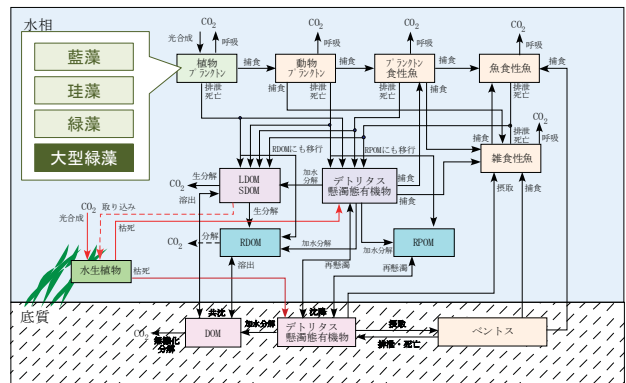 水相
藍藻
珪藻
緑藻
大型緑藻
CO2
光合成
呼吸
植物
プランクトン
捕食
排泄
死亡
CO2
呼吸
動物
プランクトン
捕食
排泄
死亡
CO2
呼吸
プランクトン
食性魚
捕食
排泄
死亡
CO2
呼吸
魚食性魚
捕食
捕食
排泄
死亡
CO2
呼吸
雑食性魚
捕食
RDOMにも移行
RPOMにも移行
CO2
生分解
LDOM
SDOM
加水
分解
デトリタス
懸濁態有機物
捕食
捕食
摂取
捕食
溶出
生分解
CO2
分解
RDOM
加水分解
加水分解
RPOM
溶出
再懸濁
再懸濁
CO2
取り込み
光合成
枯死
水生植物
枯死
底質
共沈
沈降
CO2
無機化
分解
DOM
加水分解
デトリタス
懸濁態有機物
摂取
排泄・死亡
ベントス